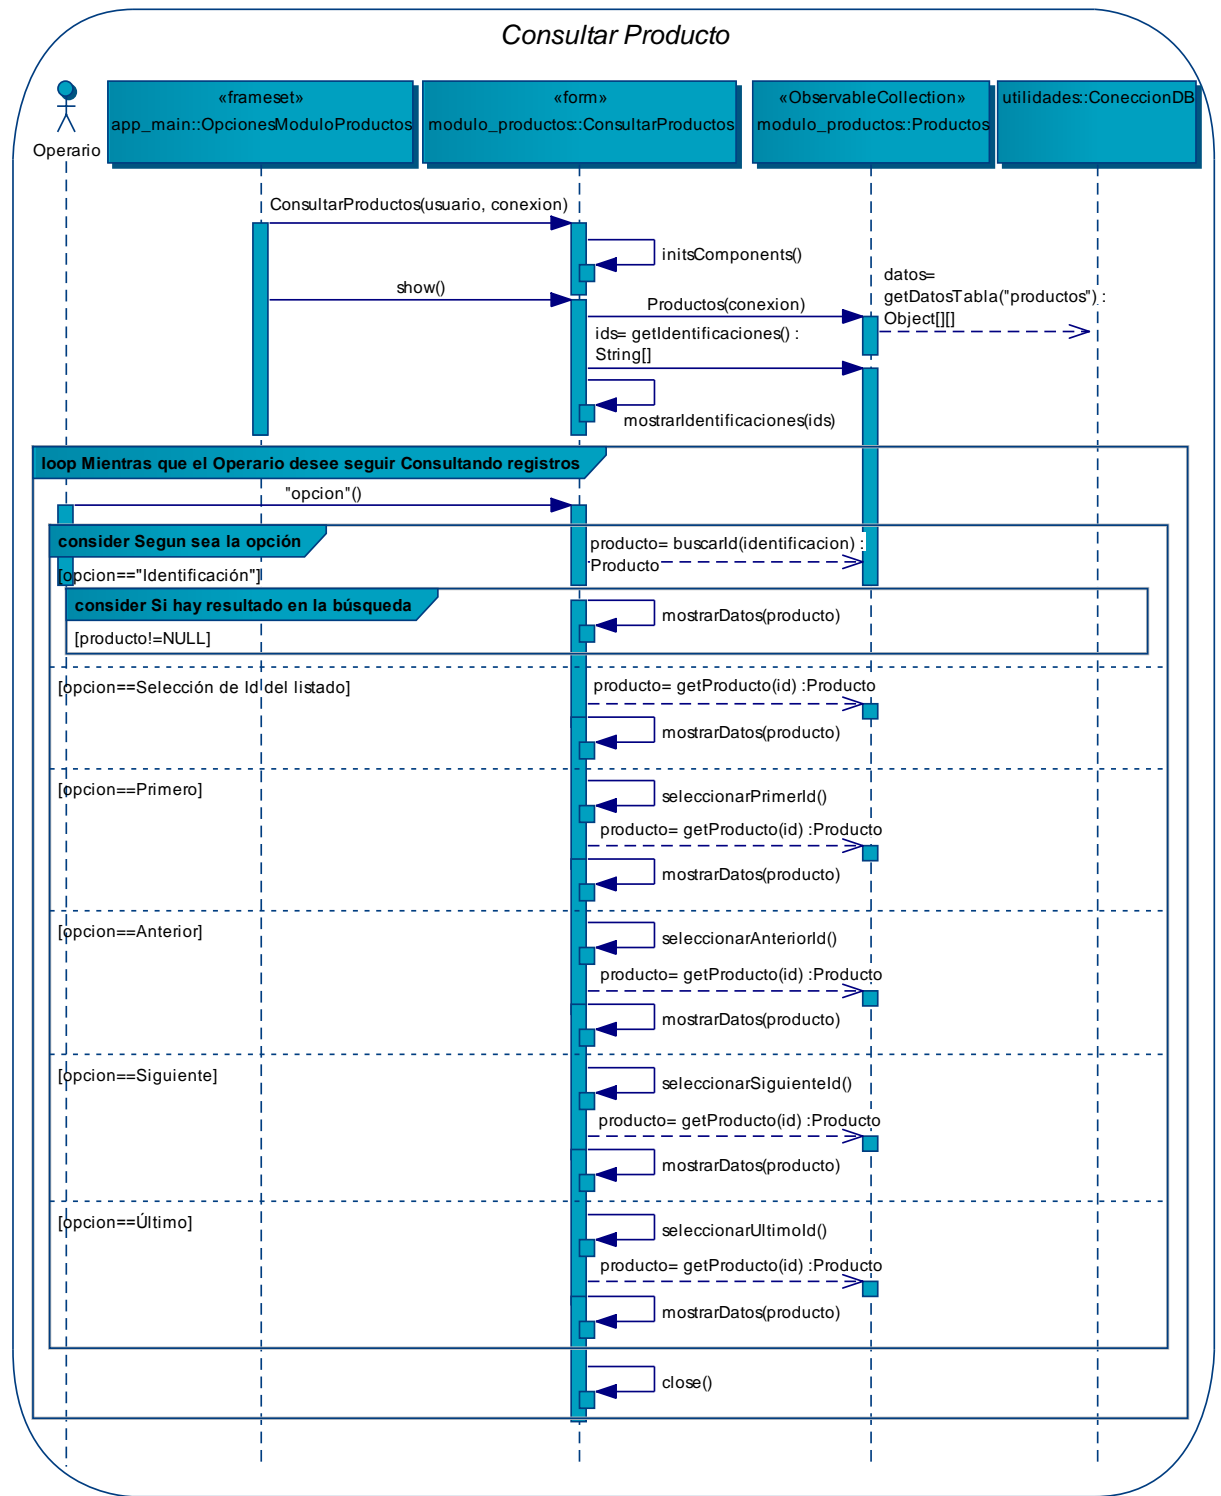 Consultar Producto
Operario
«frameset»
app_main::OpcionesModuloProductos
«form»
modulo_productos::ConsultarProductos
«ObservableCollection»
modulo_productos::Productos
utilidades::ConeccionDB
ConsultarProductos(usuario, conexion)
initsComponents()
show()
Productos(conexion)
datos=
getDatosTabla("productos") :
Object[][]
ids= getIdentificaciones() :
String[]
mostrarIdentificaciones(ids)
loop Mientras que el Operario desee seguir Consultando registros
"opcion"()
consider Segun sea la opción
producto= buscarId(identificacion) :
Producto
[opcion=="Identificación"]
consider Si hay resultado en la búsqueda
mostrarDatos(producto)
[producto!=NULL]
[opcion==Selección de Id del listado]
producto= getProducto(id) :Producto
mostrarDatos(producto)
[opcion==Primero]
seleccionarPrimerId()
producto= getProducto(id) :Producto
mostrarDatos(producto)
[opcion==Anterior]
seleccionarAnteriorId()
producto= getProducto(id) :Producto
mostrarDatos(producto)
[opcion==Siguiente]
seleccionarSiguienteId()
producto= getProducto(id) :Producto
mostrarDatos(producto)
[opcion==Último]
seleccionarUltimoId()
producto= getProducto(id) :Producto
mostrarDatos(producto)
close()